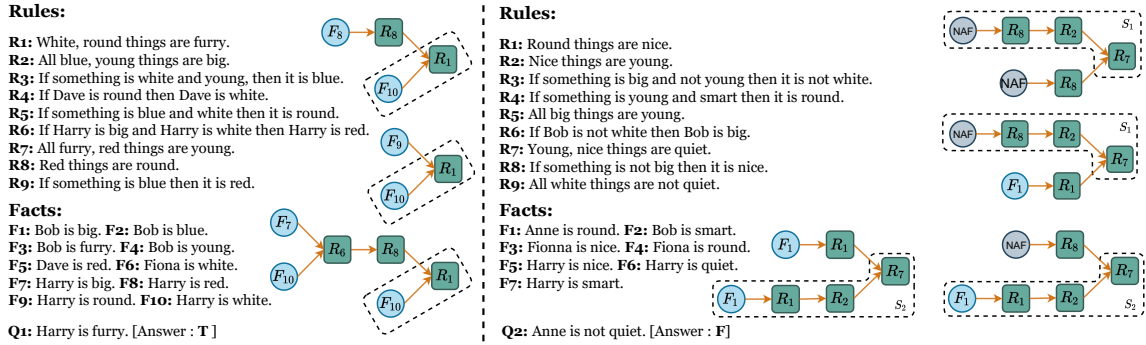 Rules:
R1: White, round things are furry.
R2: All blue, young things are big.
R3: If something is white and young, then it is blue.
R4: If Dave is round then Dave is white.
R5: If something is blue and white then it is round.
R6: If Harry is big and Harry is white then Harry is red.
R7: All furry, red things are young.
R8: Red things are round.
R9: If something is blue then it is red.
Facts:
F1: Bob is big. F2: Bob is blue.
F3: Bob is furry. F4: Bob is young.
F5: Dave is red. F6: Fiona is white.
F7: Harry is big. F8: Harry is red.
F9: Harry is round. F10: Harry is white.
Q1: Harry is furry. [Answer : T ]
F8 R8 R1
F10
F9 R1
F10
F7
R6 R8 R1
F10 F10
Rules:
R1: Round things are nice.
R2: Nice things are young.
R3: If something is big and not young then it is not white.
R4: If something is young and smart then it is round.
R5: All big things are young.
R6: If Bob is not white then Bob is big.
R7: Young, nice things are quiet.
R8: If something is not big then it is nice.
R9: All white things are not quiet.
Facts:
F1: Anne is round. F2: Bob is smart.
F3: Fionna is nice. F4: Fiona is round.
F5: Harry is nice. F6: Harry is quiet.
F7: Harry is smart.
Q2: Anne is not quiet. [Answer : F]
NAF R8 R2 S1
R7
NAF R8
NAF R8 R2 S1
R7
F1 R1
F1 R1
R7
F1 R1 R2 S2
NAF R8
R7
F1 R1 R2 S2